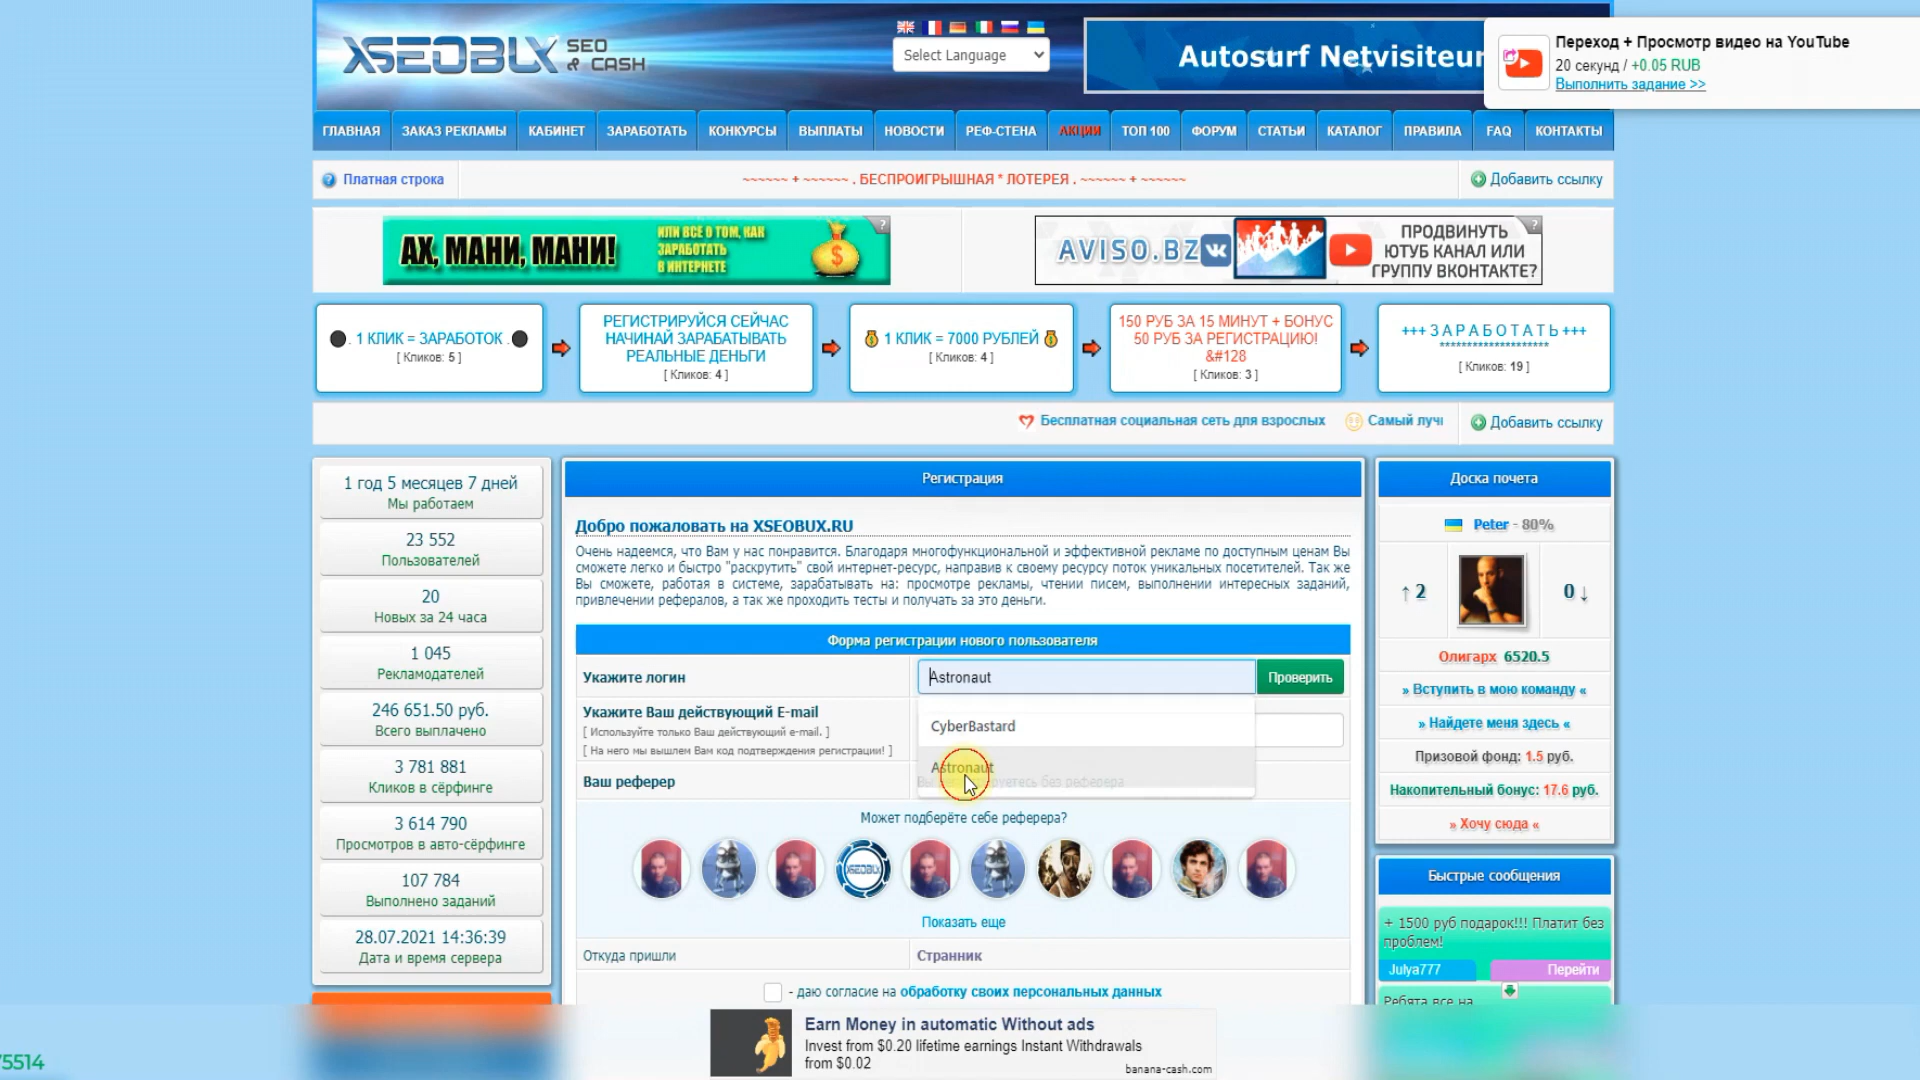 XSEOBUX SEO & CASH
Select Language
Autosurf Netvisiteur
Переход + Просмотр видео на YouTube
20 секунд / +0.05 RUB
Выполнить задание >>
ГЛАВНАЯ ЗАКАЗ РЕКЛАМЫ КАБИНЕТ ЗАРАБОТАТЬ КОНКУРСЫ ВЫПЛАТЫ НОВОСТИ РЕФ-СТЕНА АКЦИИ ТОП 100 ФОРУМ СТАТЬИ КАТАЛОГ ПРАВИЛА FAQ КОНТАКТЫ
Платная строка
~~~~~~ + ~~~~~~ . БЕСПРОИГРЫШНАЯ * ЛОТЕРЕЯ . ~~~~~~ + ~~~~~~
Добавить ссылку
АХ, МАНИ, МАНИ!
ИЛИ ВСЕ О ТОМ, КАК
ЗАРАБОТАТЬ
В ИНТЕРНЕТЕ
?
AVISO.BZ
ПРОДВИНУТЬ
ЮТУБ КАНАЛ ИЛИ
ГРУППУ ВКОНТАКТЕ?
?
. 1 КЛИК = ЗАРАБОТОК .
[ Кликов: 5 ]
РЕГИСТРИРУЙСЯ СЕЙЧАС
НАЧИНАЙ ЗАРАБАТЫВАТЬ
РЕАЛЬНЫЕ ДЕНЬГИ
[ Кликов: 4 ]
1 КЛИК = 7000 РУБЛЕЙ
[ Кликов: 4 ]
150 РУБ ЗА 15 МИНУТ + БОНУС
50 РУБ ЗА РЕГИСТРАЦИЮ!
&#128
[ Кликов: 3 ]
+++ З А Р А Б О Т А Т Ь +++
********************
[ Кликов: 19 ]
Бесплатная социальная сеть для взрослых
Самый лучш
Добавить ссылку
1 год 5 месяцев 7 дней
Мы работаем
23 552
Пользователей
20
Новых за 24 часа
1 045
Рекламодателей
246 651.50 руб.
Всего выплачено
3 781 881
Кликов в сёрфинге
3 614 790
Просмотров в авто-сёрфинге
107 784
Выполнено заданий
28.07.2021 14:36:39
Дата и время сервера
Регистрация
Добро пожаловать на XSEOBUX.RU
Очень надеемся, что Вам у нас понравится. Благодаря многофункциональной и эффективной рекламе по доступным ценам Вы
сможете легко и быстро "раскрутить" свой интернет-ресурс, направив к своему ресурсу поток уникальных посетителей. Так же
Вы сможете, работая в системе, зарабатывать на: просмотре рекламы, чтении писем, выполнении интересных заданий,
привлечении рефералов, а так же проходить тесты и получать за это деньги.
Форма регистрации нового пользователя
Укажите логин
Astronaut
Проверить
Укажите Ваш действующий E-mail
[ Используйте только Ваш действующий e-mail. ]
[ На него мы вышлем Вам код подтверждения регистрации! ]
CyberBastard
Astronaut
Ваш реферер
Вы регистрируетесь без реферера
Может подберёте себе реферера?
XSEOBUX
Показать еще
Откуда пришли
Странник
- даю согласие на обработку своих персональных данных
Доска почета
Peter - 80%
↑ 2
0 ↓
Олигарх 6520.5
» Вступить в мою команду «
» Найдете меня здесь «
Призовой фонд: 1.5 руб.
Накопительный бонус: 17.6 руб.
» Хочу сюда «
Быстрые сообщения
+ 1500 руб подарок!!! Платит без
проблем!
Julya777
Перейти
Ребята все на
Earn Money in automatic Without ads
Invest from $0.20 lifetime earnings Instant Withdrawals
from $0.02
banana-cash.com
75514